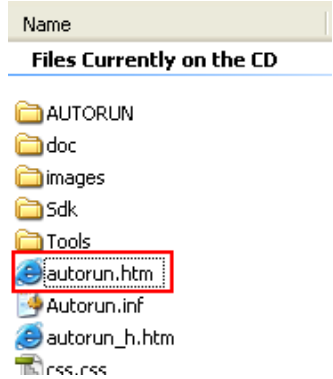 Name
Files Currently on the CD
AUTORUN
doc
images
Sdk
Tools
autorun.htm
Autorun.inf
autorun_h.htm
css.css